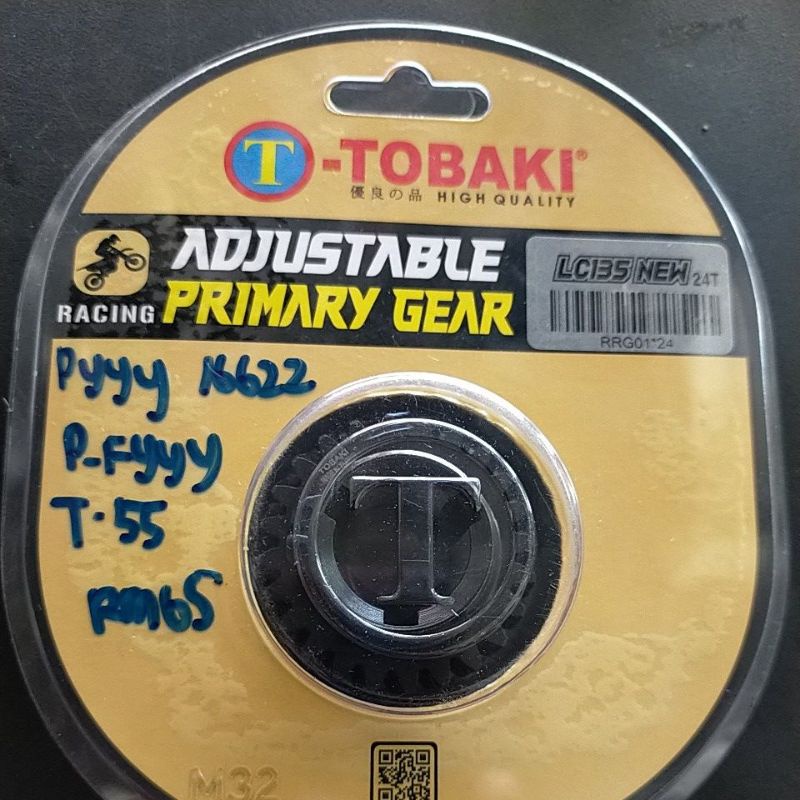 T-TOBAKI®
優良の品 HIGH QUALITY
ADJUSTABLE
PRIMARY GEAR
RACING
LC135 NEW 24T
RRG01*24
Pyyy
P-Fyyy
T-55
RM65
TOBAKI
T
M32